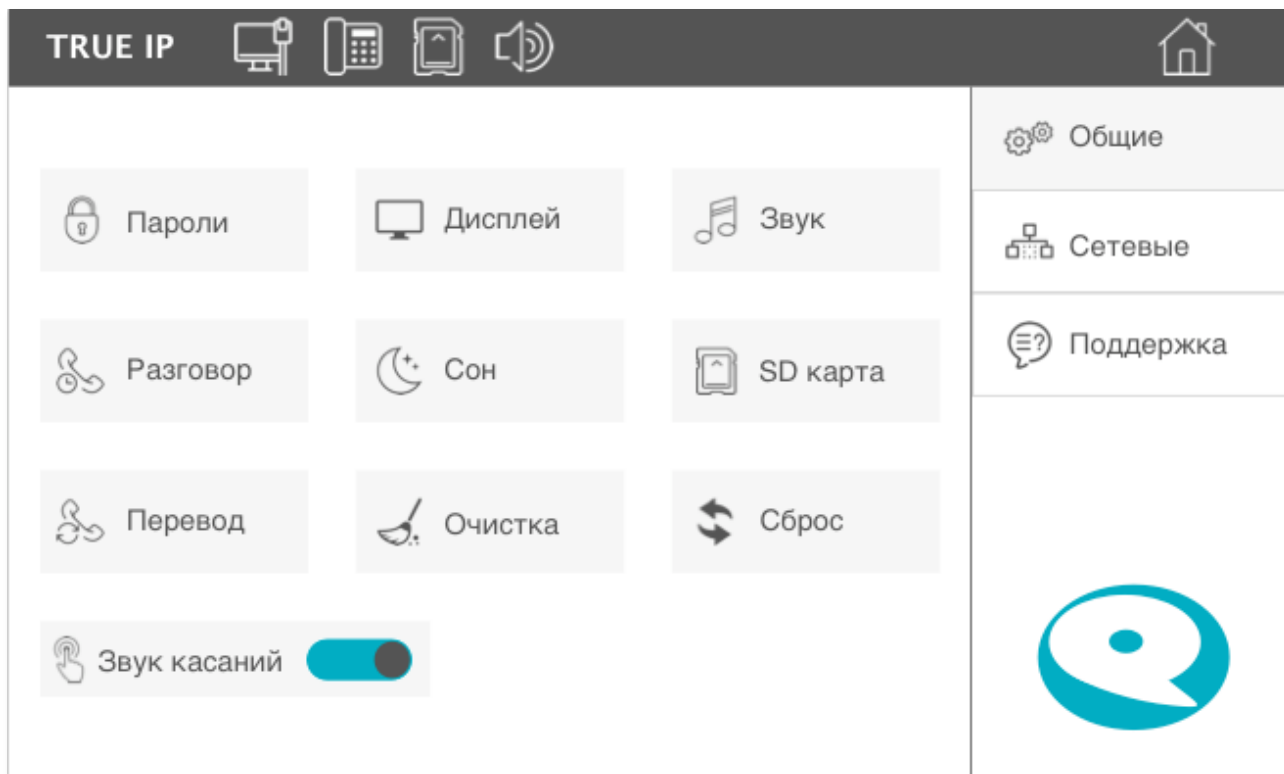 TRUE IP
Общие
Пароли
Дисплей
Звук
Сетевые
Разговор
Сон
SD карта
Поддержка
Перевод
Очистка
Сброс
Звук касаний